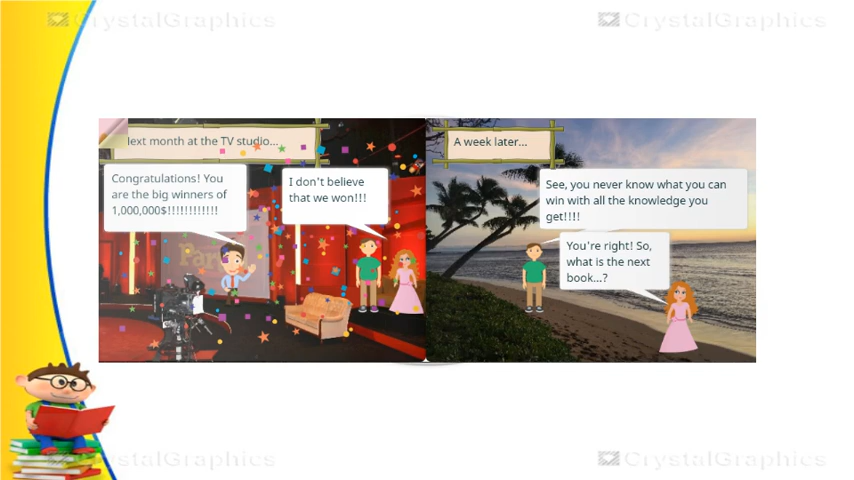 CrystalGraphics
CrystalGraphics
ext month at the TV studio...
Congratulations! You
are the big winners of
1,000,000$!!!!!!!!!!!!
I don't believe
that we won!!!
A week later...
See, you never know what you can
win with all the knowledge you
get!!!!
You're right! So,
what is the next
book...?
CrystalGraphics
CrystalGraphics